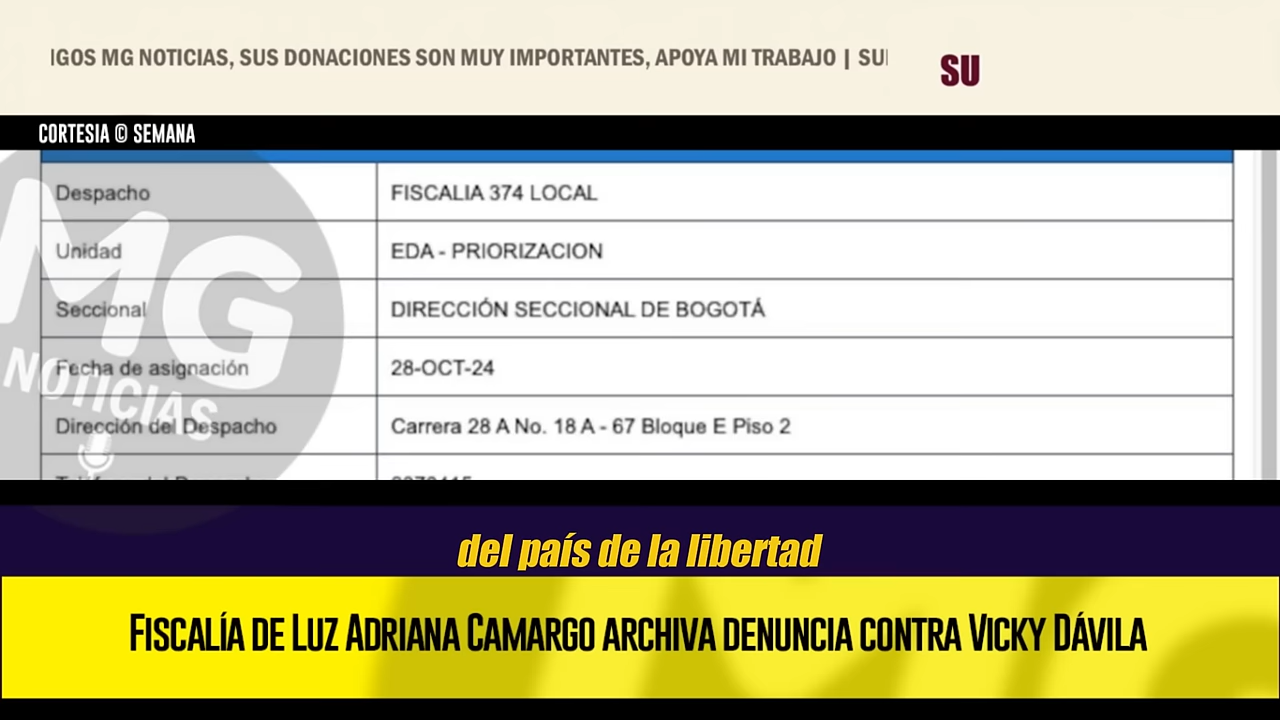 IGOS MG NOTICIAS, SUS DONACIONES SON MUY IMPORTANTES, APOYA MI TRABAJO | SU
SU
CORTESIA © SEMANA
Despacho FISCALIA 374 LOCAL
Unidad EDA - PRIORIZACION
Seccional DIRECCIÓN SECCIONAL DE BOGOTÁ
Fecha de asignación 28-OCT-24
Dirección del Despacho Carrera 28 A No. 18 A - 67 Bloque E Piso 2
MG
NOTICIAS
del país de la libertad
FISCALÍA DE LUZ ADRIANA CAMARGO ARCHIVA DENUNCIA CONTRA VICKY DÁVILA